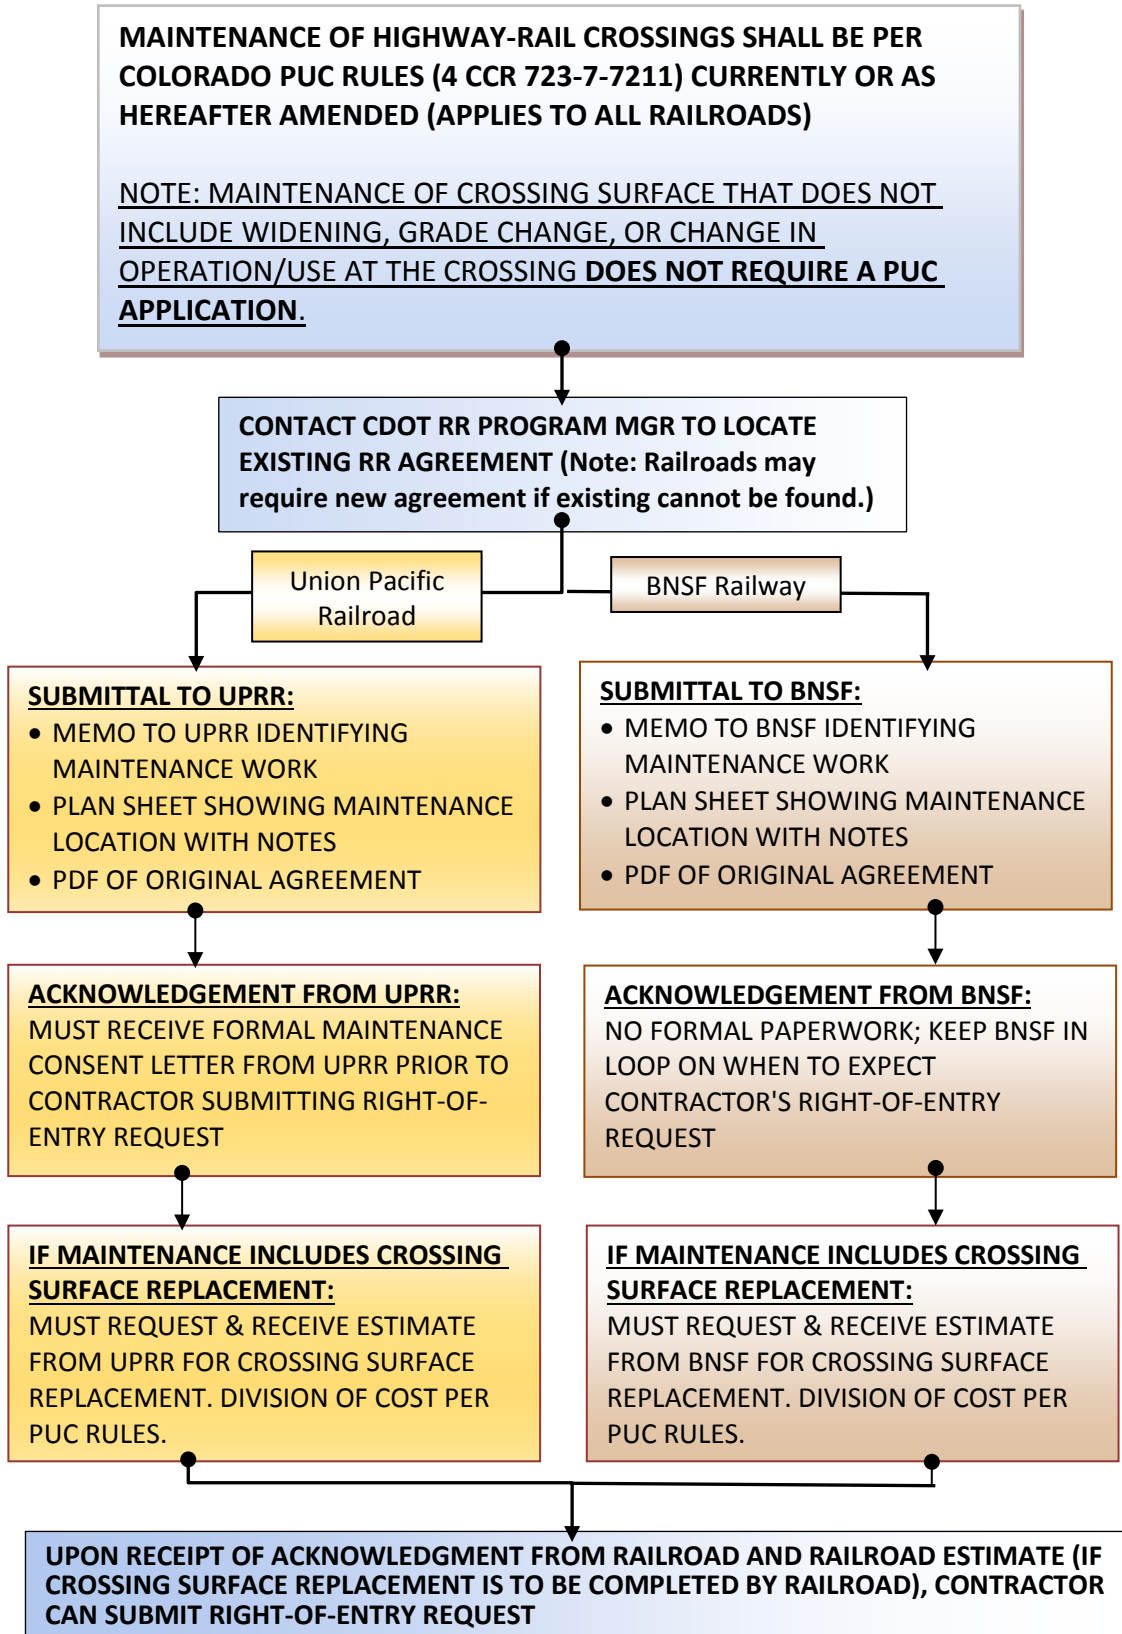 MAINTENANCE OF HIGHWAY-RAIL CROSSINGS SHALL BE PER
COLORADO PUC RULES (4 CCR 723-7-7211) CURRENTLY OR AS
HEREAFTER AMENDED (APPLIES TO ALL RAILROADS)
NOTE: MAINTENANCE OF CROSSING SURFACE THAT DOES NOT
INCLUDE WIDENING, GRADE CHANGE, OR CHANGE IN
OPERATION/USE AT THE CROSSING DOES NOT REQUIRE A PUC
APPLICATION.
CONTACT CDOT RR PROGRAM MGR TO LOCATE
EXISTING RR AGREEMENT (Note: Railroads may
require new agreement if existing cannot be found.)
Union Pacific
Railroad
BNSF Railway
SUBMITTAL TO UPRR:
• MEMO TO UPRR IDENTIFYING
MAINTENANCE WORK
• PLAN SHEET SHOWING MAINTENANCE
LOCATION WITH NOTES
• PDF OF ORIGINAL AGREEMENT
SUBMITTAL TO BNSF:
• MEMO TO BNSF IDENTIFYING
MAINTENANCE WORK
• PLAN SHEET SHOWING MAINTENANCE
LOCATION WITH NOTES
• PDF OF ORIGINAL AGREEMENT
ACKNOWLEDGEMENT FROM UPRR:
MUST RECEIVE FORMAL MAINTENANCE
CONSENT LETTER FROM UPRR PRIOR TO
CONTRACTOR SUBMITTING RIGHT-OF-
ENTRY REQUEST
ACKNOWLEDGEMENT FROM BNSF:
NO FORMAL PAPERWORK; KEEP BNSF IN
LOOP ON WHEN TO EXPECT
CONTRACTOR'S RIGHT-OF-ENTRY
REQUEST
IF MAINTENANCE INCLUDES CROSSING
SURFACE REPLACEMENT:
MUST REQUEST & RECEIVE ESTIMATE
FROM UPRR FOR CROSSING SURFACE
REPLACEMENT. DIVISION OF COST PER
PUC RULES.
IF MAINTENANCE INCLUDES CROSSING
SURFACE REPLACEMENT:
MUST REQUEST & RECEIVE ESTIMATE
FROM BNSF FOR CROSSING SURFACE
REPLACEMENT. DIVISION OF COST PER
PUC RULES.
UPON RECEIPT OF ACKNOWLEDGMENT FROM RAILROAD AND RAILROAD ESTIMATE (IF
CROSSING SURFACE REPLACEMENT IS TO BE COMPLETED BY RAILROAD), CONTRACTOR
CAN SUBMIT RIGHT-OF-ENTRY REQUEST